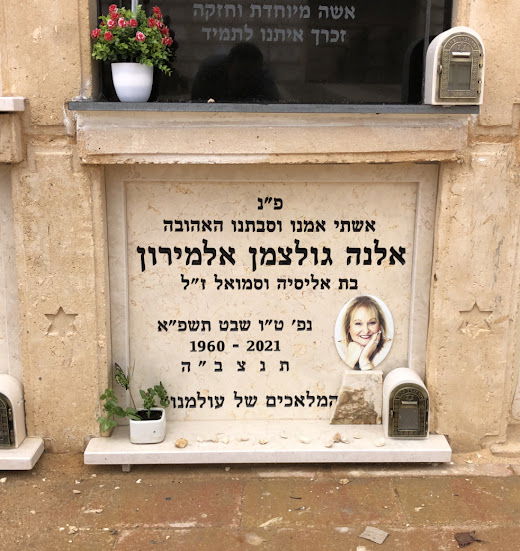 אשה מיוחדת וחזקה
זכרך איתנו לתמיד
פ"נ
אשתי אמנו וסבתנו האהובה
אלנה גולצמן אלמירון
בת אליסיה וסמואל ז"ל
נפ' ט"ו שבט תשפ"א
1960 - 2021
ת נ צ ב " ה
המלאכים של עולמנו